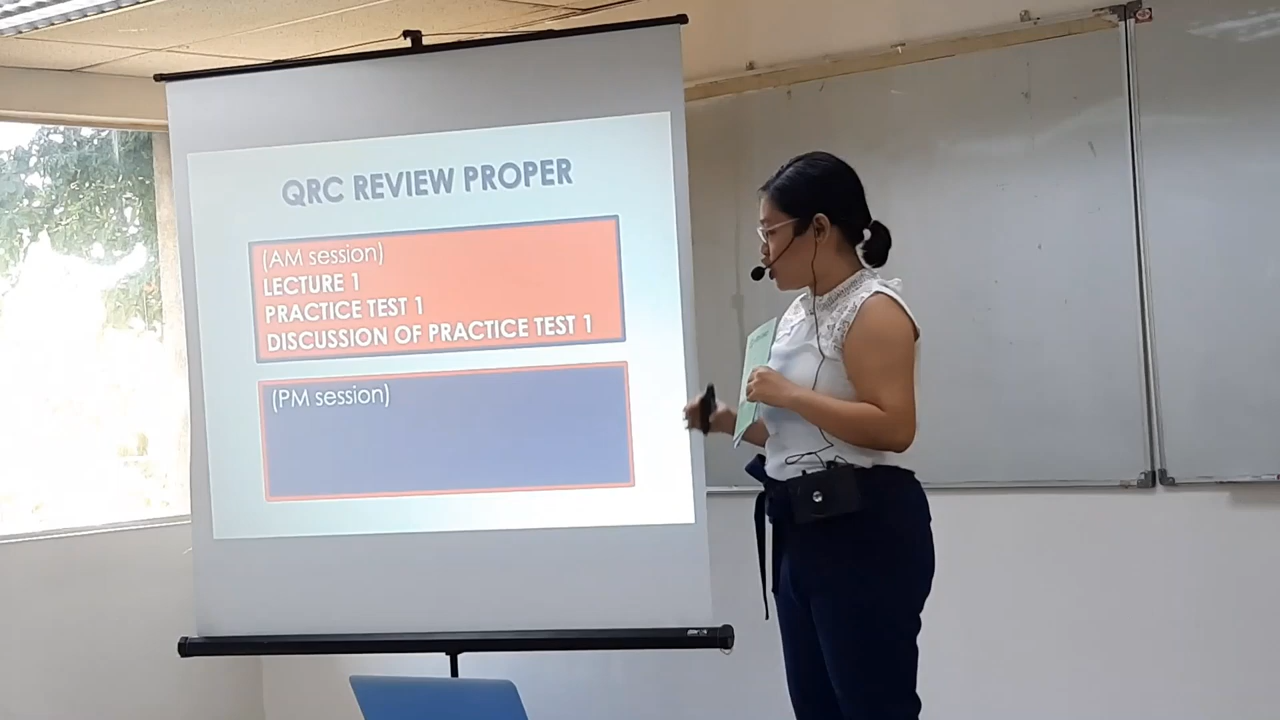 QRC REVIEW PROPER
(AM session)
LECTURE 1
PRACTICE TEST 1
DISCUSSION OF PRACTICE TEST 1
(PM session)